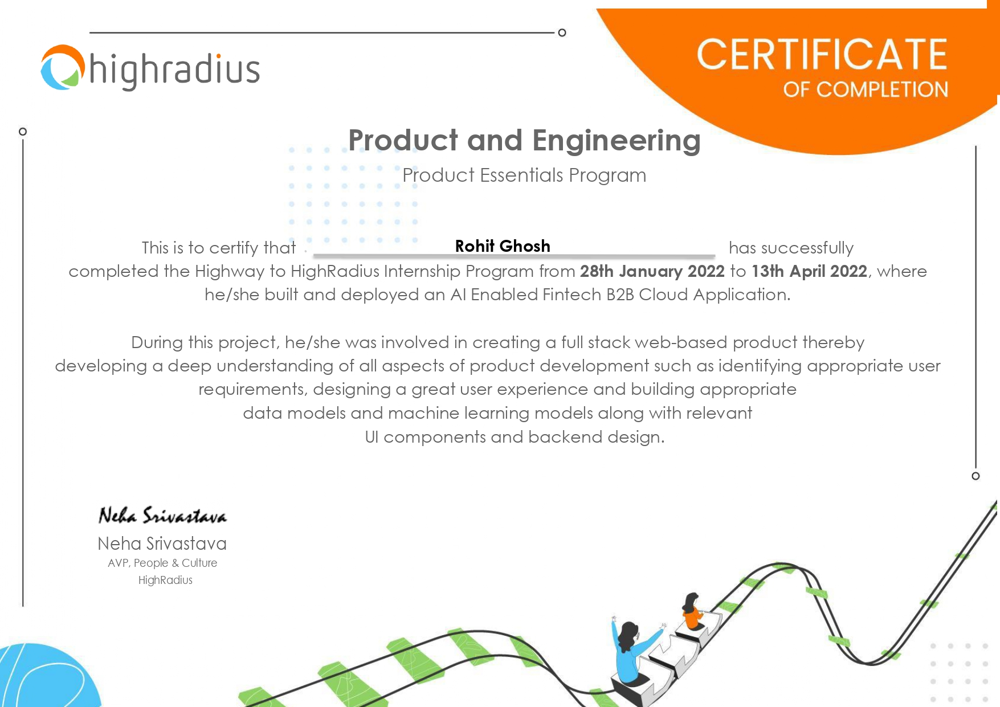 highradius
CERTIFICATE
OF COMPLETION
Product and Engineering
Product Essentials Program
This is to certify that Rohit Ghosh has successfully
completed the Highway to HighRadius Internship Program from 28th January 2022 to 13th April 2022, where
he/she built and deployed an AI Enabled Fintech B2B Cloud Application.
During this project, he/she was involved in creating a full stack web-based product thereby
developing a deep understanding of all aspects of product development such as identifying appropriate user
requirements, designing a great user experience and building appropriate
data models and machine learning models along with relevant
UI components and backend design.
Neha Srivastava
Neha Srivastava
AVP, People & Culture
HighRadius